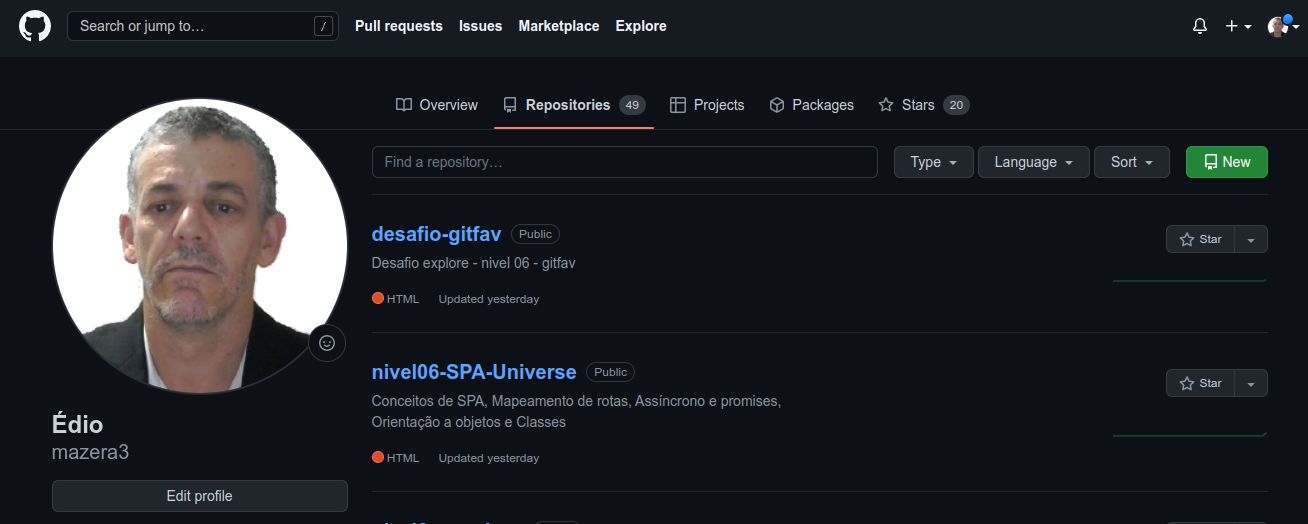 Search or jump to… /
Pull requests Issues Marketplace Explore
Overview Repositories 49 Projects Packages Stars 20
Find a repository… Type Language Sort New
desafio-gitfav Public
Star
Desafio explore - nivel 06 - gitfav
HTML Updated yesterday
nivel06-SPA-Universe Public
Star
Conceitos de SPA, Mapeamento de rotas, Assíncrono e promises,
Orientação a objetos e Classes
HTML Updated yesterday
Édio
mazera3
Edit profile